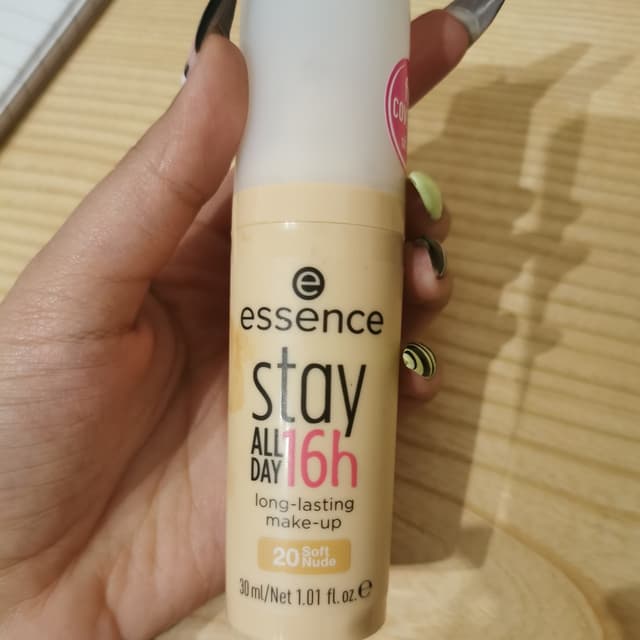 e
essence
stay
ALL DAY 16h
long-lasting
make-up
20 Soft Nude
30 ml/Net 1.01 fl. oz. e